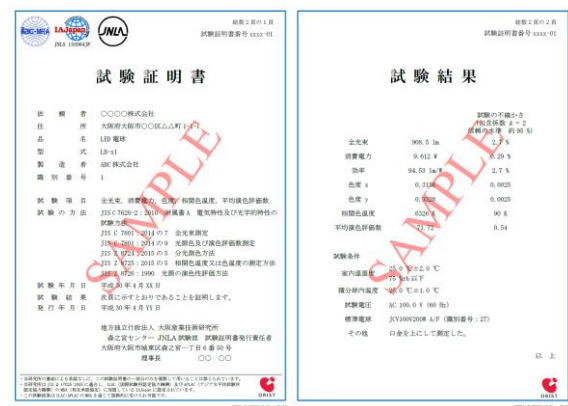 総数2頁の1頁
試験証明書番号 xxxx-01
ilac-MRA
IAJapan
JNLA
試験証明書
依頼者 ○○○○株式会社
住所 大阪府大阪市○○区△△町1-1-1
品名 LED電球
型式 LB-z1
製造者 ABC株式会社
識別番号 1
試験項目 全光束、消費電力、色度、相関色温度、平均演色評価数
試験の方法 JIS C 7620-2:2010 附属書A 電気特性及び光学的特性の
試験方法
JIS C 7801:2014の7 全光束測定
JIS C 7801:2014の9 光源色及び演色評価数測定
JIS Z 8724:2015の5 分光測色方法
JIS Z 8725:2015の5 相関色温度又は色温度の測定方法
JIS Z 8726:1990 光源の演色性評価方法
試験年月日 平成30年4月XX日
試験結果 次頁に示すとおりであることを証明します。
発行年月日 平成30年4月YY日
地方独立行政法人 大阪産業技術研究所
森之宮センター JNLA試験部 試験証明書発行責任者
大阪府大阪市城東区森之宮一丁目6番50号
理事長 ○○ ○○
SAMPLE
ORIST
総数2頁の2頁
試験証明書番号 xxxx-01
試験結果
試験の不確かさ
(包含係数 k = 2
信頼の水準 約95 %)
全光束 908.5 lm 2.7 %
消費電力 9.612 W 0.29 %
効率 94.53 lm/W 2.7 %
色度 x 0.3156 0.0025
色度 y 0.3328 0.0025
相関色温度 6326 K 90 K
平均演色評価数 71.72 0.54
試験条件
室内温湿度 25.0 ℃±2.0 ℃
75 %rh 以下
積分球内温度 25.0 ℃±1.0 ℃
試験電圧 AC 100.0 V (60 Hz)
標準電球 JCV100V200W A/F (識別番号:27)
その他 口金を上にして測定した。
以上
SAMPLE
ORIST